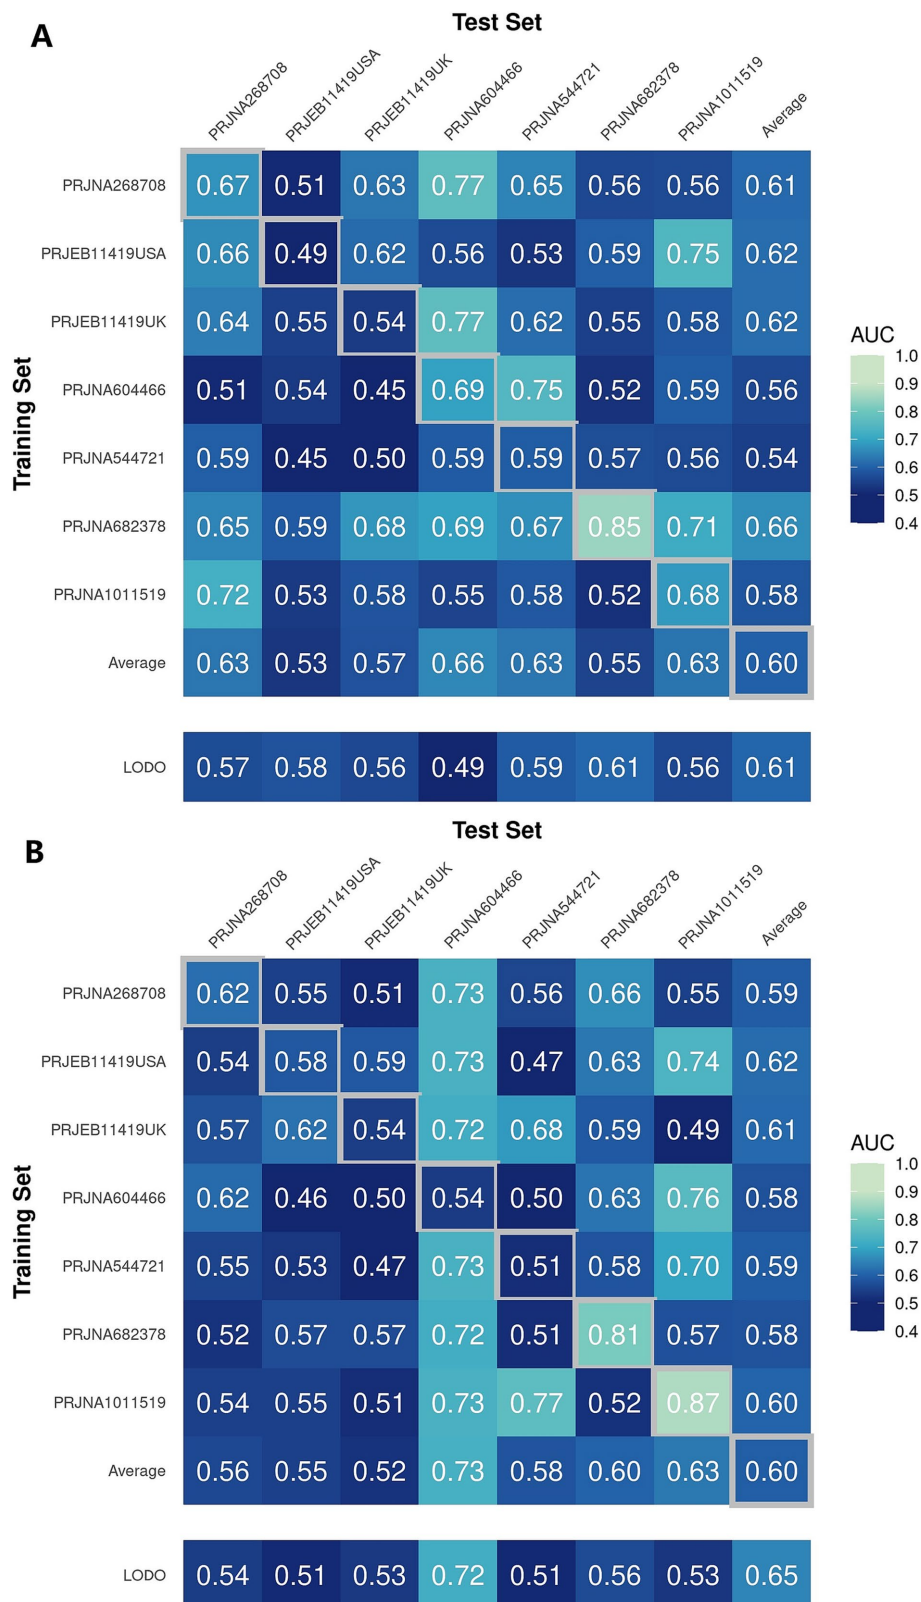 A
Test Set
PRJNA268708 PRJEB11419USA PRJEB11419UK PRJNA604466 PRJNA544721 PRJNA682378 PRJNA1011519 Average
Training Set
PRJNA268708 0.67 0.51 0.63 0.77 0.65 0.56 0.56 0.61
PRJEB11419USA 0.66 0.49 0.62 0.56 0.53 0.59 0.75 0.62
PRJEB11419UK 0.64 0.55 0.54 0.77 0.62 0.55 0.58 0.62
PRJNA604466 0.51 0.54 0.45 0.69 0.75 0.52 0.59 0.56
PRJNA544721 0.59 0.45 0.50 0.59 0.59 0.57 0.56 0.54
PRJNA682378 0.65 0.59 0.68 0.69 0.67 0.85 0.71 0.66
PRJNA1011519 0.72 0.53 0.58 0.55 0.58 0.52 0.68 0.58
Average 0.63 0.53 0.57 0.66 0.63 0.55 0.63 0.60
LODO 0.57 0.58 0.56 0.49 0.59 0.61 0.56 0.61
AUC
1.0
0.9
0.8
0.7
0.6
0.5
0.4
B
Test Set
PRJNA268708 PRJEB11419USA PRJEB11419UK PRJNA604466 PRJNA544721 PRJNA682378 PRJNA1011519 Average
Training Set
PRJNA268708 0.62 0.55 0.51 0.73 0.56 0.66 0.55 0.59
PRJEB11419USA 0.54 0.58 0.59 0.73 0.47 0.63 0.74 0.62
PRJEB11419UK 0.57 0.62 0.54 0.72 0.68 0.59 0.49 0.61
PRJNA604466 0.62 0.46 0.50 0.54 0.50 0.63 0.76 0.58
PRJNA544721 0.55 0.53 0.47 0.73 0.51 0.58 0.70 0.59
PRJNA682378 0.52 0.57 0.57 0.72 0.51 0.81 0.57 0.58
PRJNA1011519 0.54 0.55 0.51 0.73 0.77 0.52 0.87 0.60
Average 0.56 0.55 0.52 0.73 0.58 0.60 0.63 0.60
LODO 0.54 0.51 0.53 0.72 0.51 0.56 0.53 0.65
AUC
1.0
0.9
0.8
0.7
0.6
0.5
0.4